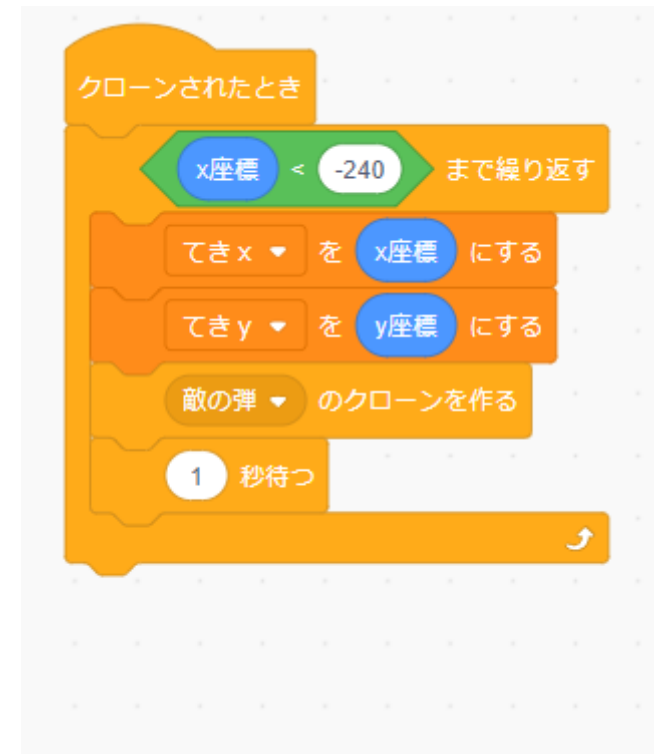 クローンされたとき
x座標 < -240 まで繰り返す
てきx を x座標 にする
てきy を y座標 にする
敵の弾 のクローンを作る
1 秒待つ